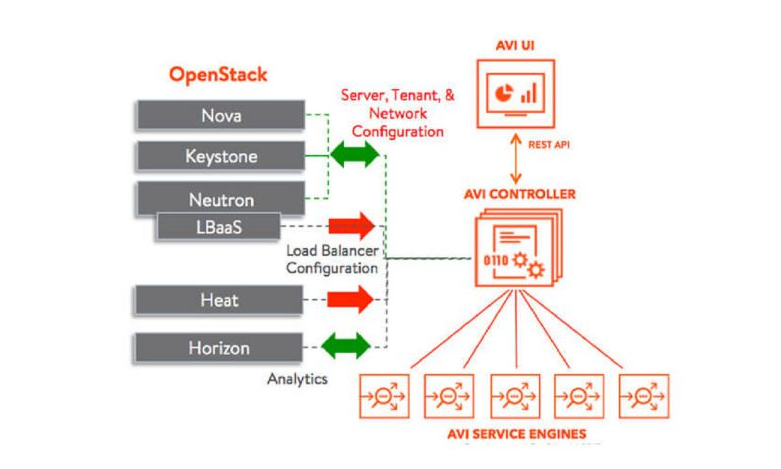 AVI UI
OpenStack
Server, Tenant, &
Network
Configuration
Nova
REST API
Keystone
Neutron
AVI CONTROLLER
LBaaS
Load Balancer
Configuration
0110
Heat
Horizon
Analytics
AVI SERVICE ENGINES